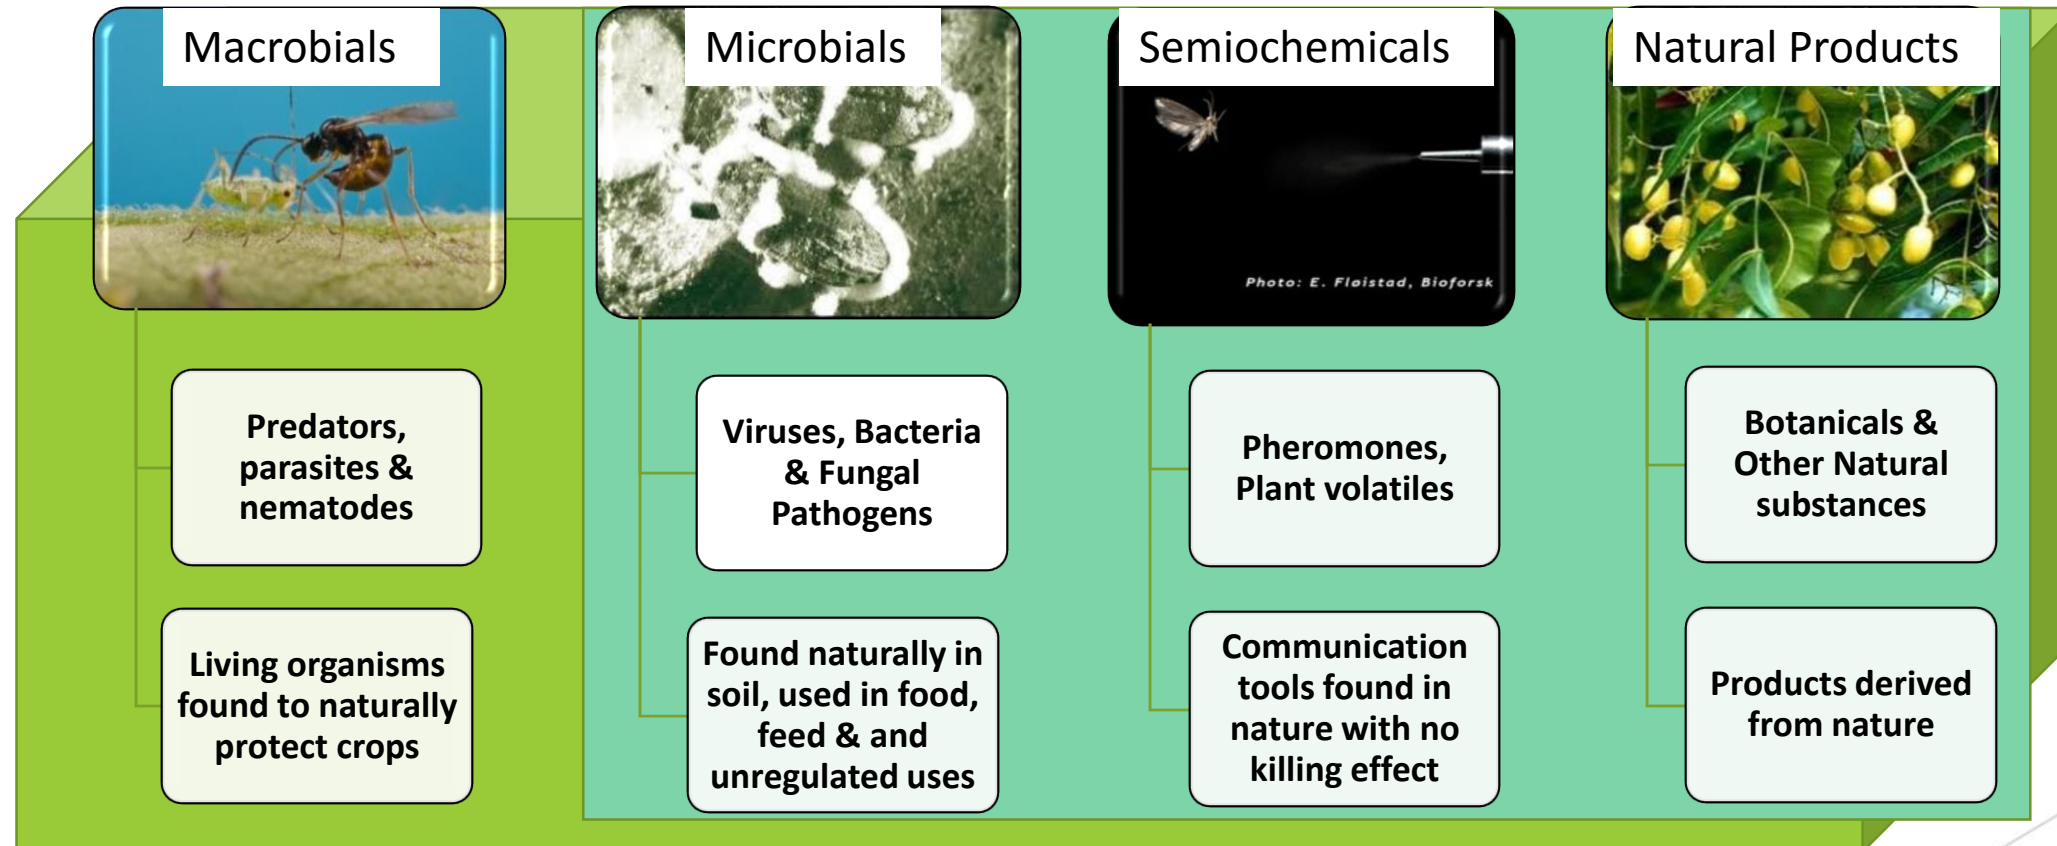 Macrobials
Microbials
Semiochemicals
Natural Products
Photo: E. Fløistad, Bioforsk
Predators,
parasites &
nematodes
Viruses, Bacteria
& Fungal
Pathogens
Pheromones,
Plant volatiles
Botanicals &
Other Natural
substances
Living organisms
found to naturally
protect crops
Found naturally in
soil, used in food,
feed & and
unregulated uses
Communication
tools found in
nature with no
killing effect
Products derived
from nature